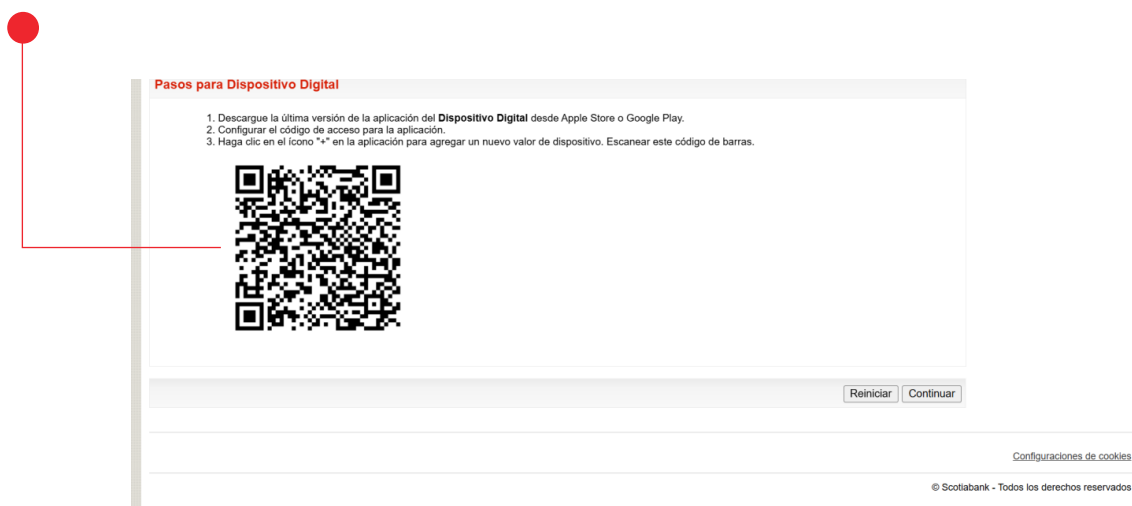 Pasos para Dispositivo Digital
1. Descargue la última versión de la aplicación del Dispositivo Digital desde Apple Store o Google Play.
2. Configurar el código de acceso para la aplicación.
3. Haga clic en el ícono "+" en la aplicación para agregar un nuevo valor de dispositivo. Escanear este código de barras.
Reiniciar Continuar
Configuraciones de cookies
© Scotiabank - Todos los derechos reservados